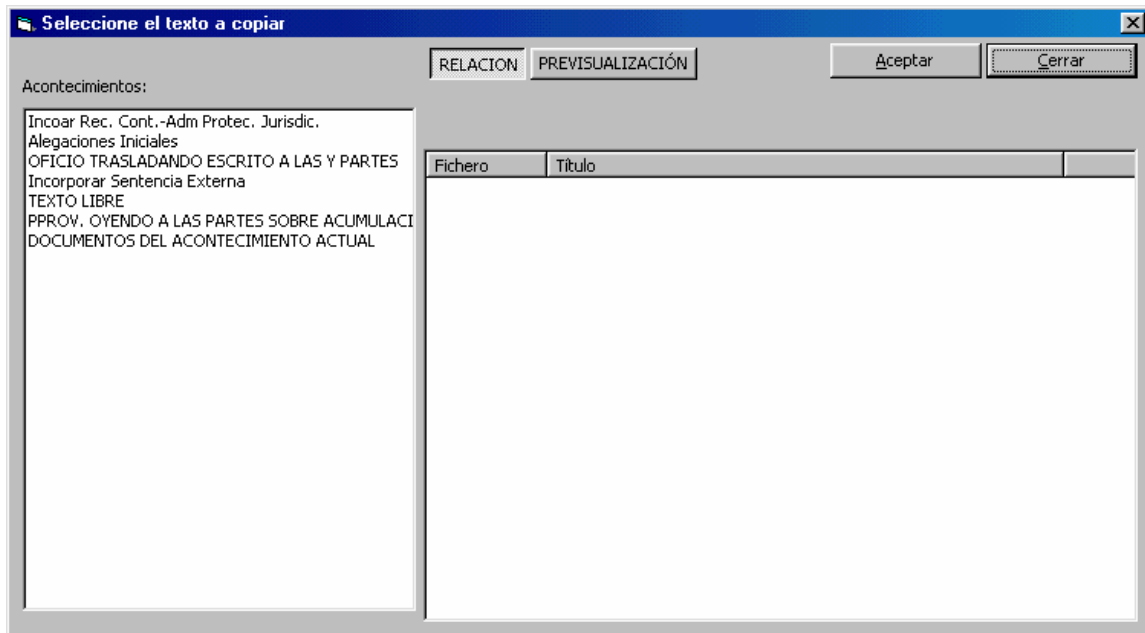 Seleccione el texto a copiar
RELACION PREVISUALIZACIÓN Aceptar Cerrar
Acontecimientos:
Incoar Rec. Cont.-Adm Protec. Jurisdic.
Alegaciones Iniciales
OFICIO TRASLADANDO ESCRITO A LAS Y PARTES
Incorporar Sentencia Externa
TEXTO LIBRE
PPROV. OYENDO A LAS PARTES SOBRE ACUMULACI
DOCUMENTOS DEL ACONTECIMIENTO ACTUAL
Fichero Título